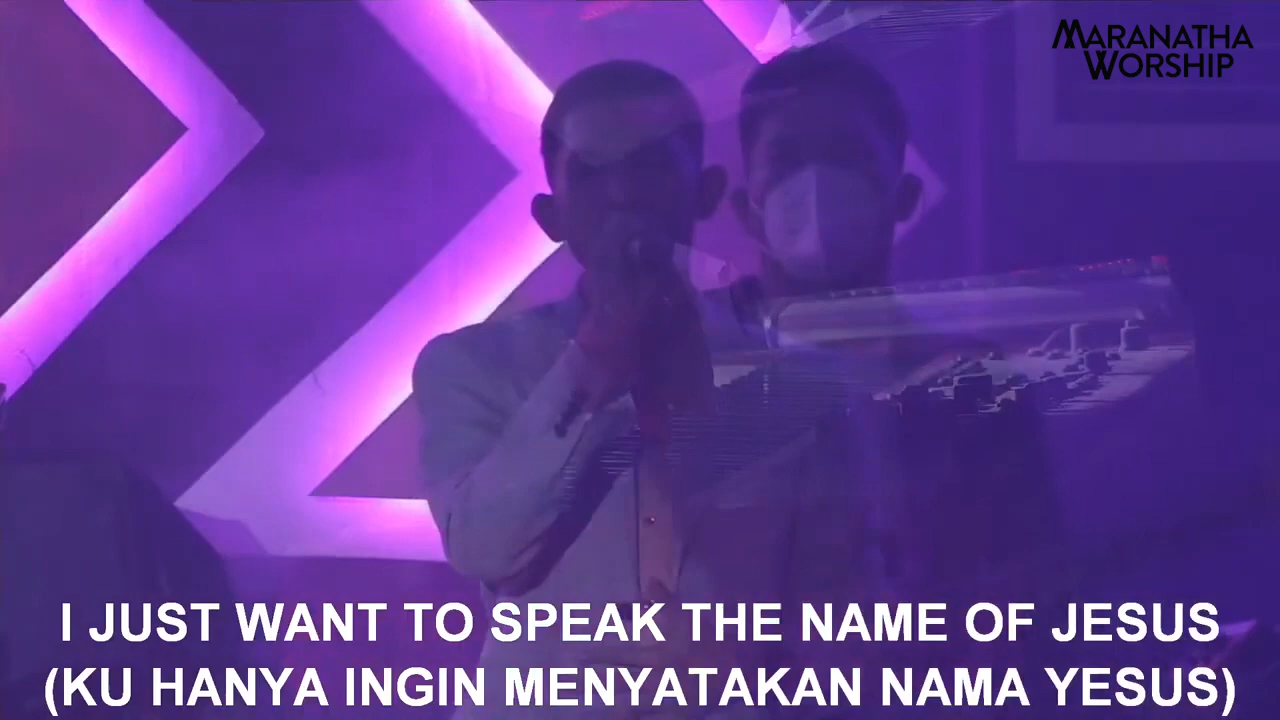 MARANATHA
WORSHIP
I JUST WANT TO SPEAK THE NAME OF JESUS
(KU HANYA INGIN MENYATAKAN NAMA YESUS)